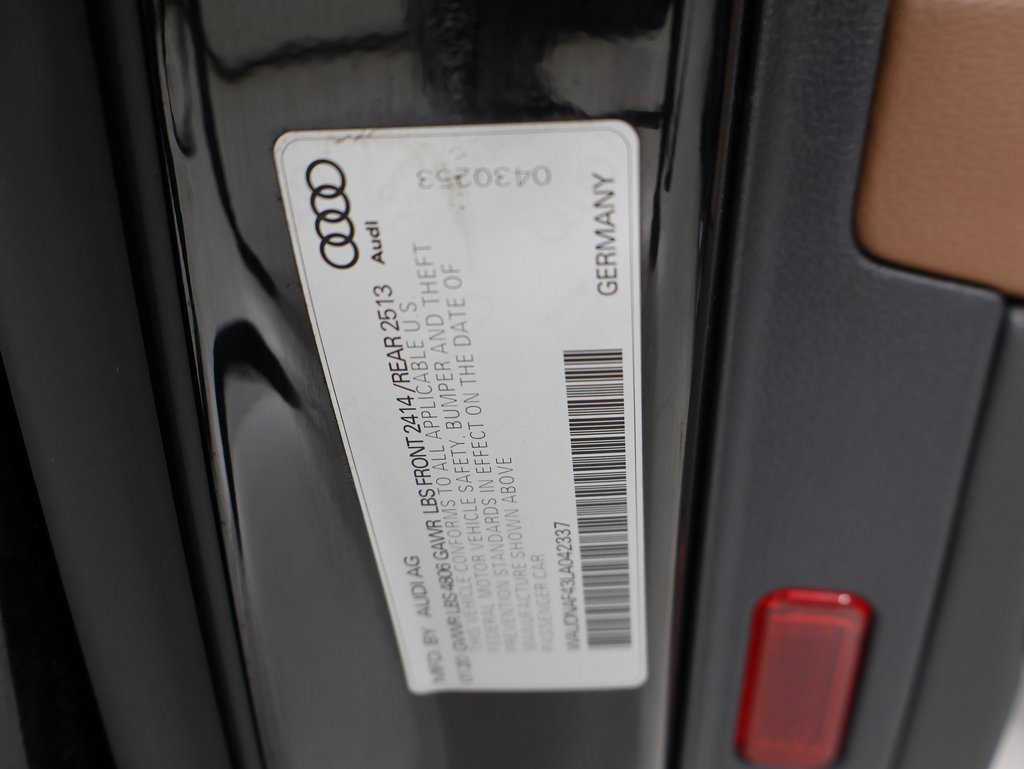 Audi
0430253
GERMANY
MFD. BY AUDI AG
01/20 GVWR LBS 4806 GAWR LBS FRONT 2414/REAR 2513
THIS VEHICLE CONFORMS TO ALL APPLICABLE U.S.
FEDERAL MOTOR VEHICLE SAFETY, BUMPER AND THEFT
PREVENTION STANDARDS IN EFFECT ON THE DATE OF
MANUFACTURE SHOWN ABOVE
PASSENGER CAR
WAUDNAF43LA042337